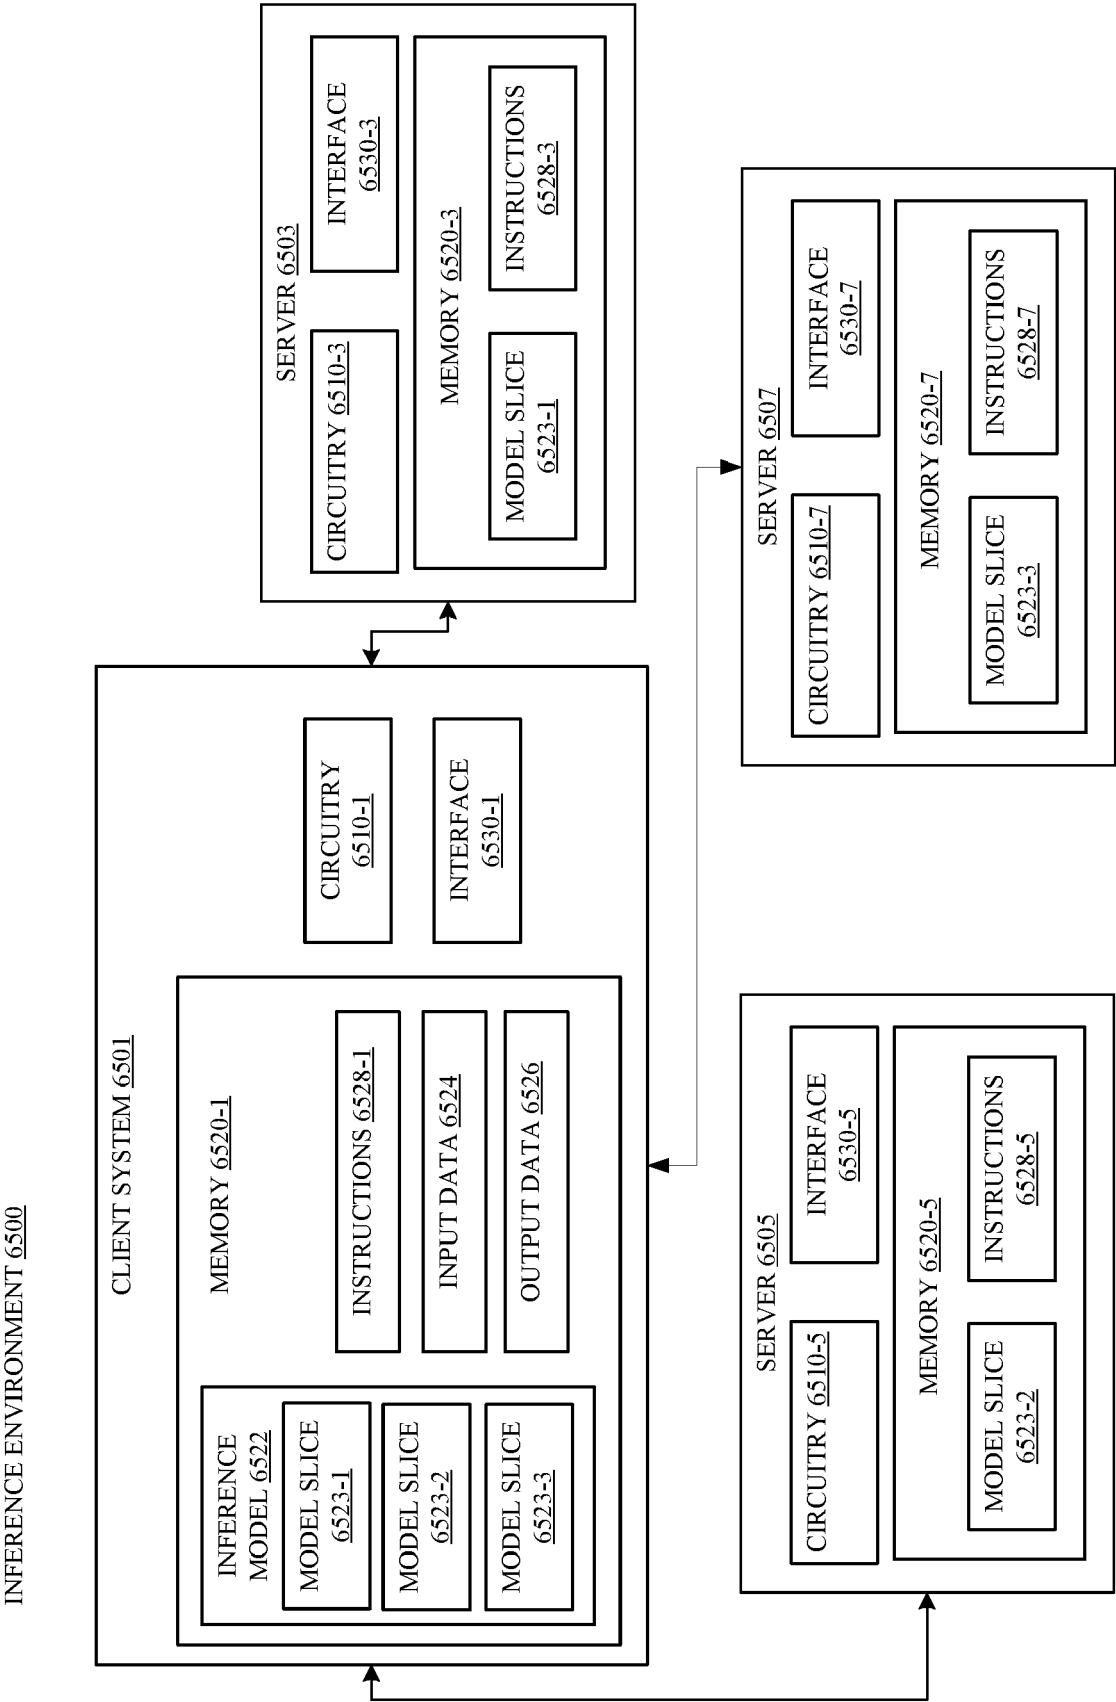 INFERENCE ENVIRONMENT 6500
CLIENT SYSTEM 6501
MEMORY 6520-1
INFERENCE
MODEL 6522
MODEL SLICE
6523-1
MODEL SLICE
6523-2
MODEL SLICE
6523-3
INSTRUCTIONS 6528-1
INPUT DATA 6524
OUTPUT DATA 6526
CIRCUITRY
6510-1
INTERFACE
6530-1
SERVER 6503
CIRCUITRY 6510-3
INTERFACE
6530-3
MEMORY 6520-3
MODEL SLICE
6523-1
INSTRUCTIONS
6528-3
SERVER 6505
CIRCUITRY 6510-5
INTERFACE
6530-5
MEMORY 6520-5
MODEL SLICE
6523-2
INSTRUCTIONS
6528-5
SERVER 6507
CIRCUITRY 6510-7
INTERFACE
6530-7
MEMORY 6520-7
MODEL SLICE
6523-3
INSTRUCTIONS
6528-7